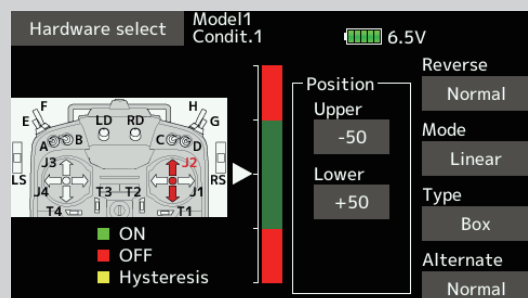 Hardware select
Model1
Condit.1
6.5V
F
H
E
LD
RD
G
A
B
C
D
J3
J2
LS
RS
J4
T3
T2
J1
T4
T1
ON
OFF
Hysteresis
Position
Upper
-50
Lower
+50
Reverse
Normal
Mode
Linear
Type
Box
Alternate
Normal